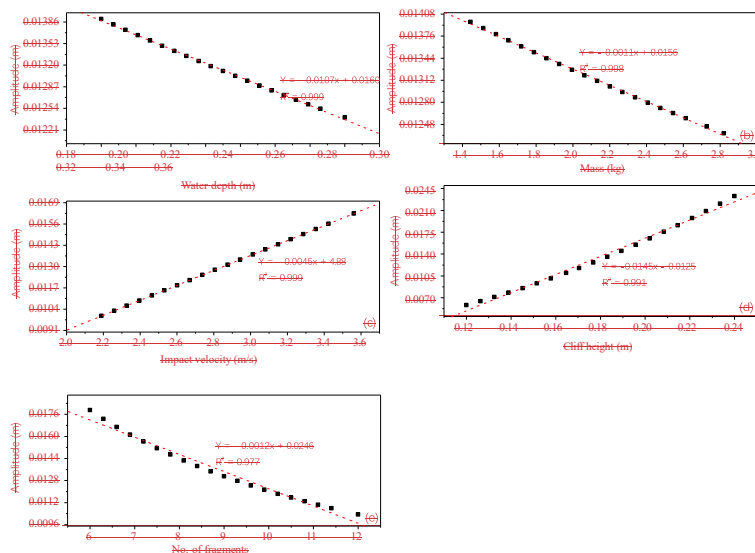 0.01386
0.01353
0.01320
0.01287
0.01254
0.01221
Amplitude (m)
Y = - 0.0107x + 0.0160
R² = 0.999
0.18 0.20 0.22 0.24 0.26 0.28 0.30
0.32 0.34 0.36
Water depth (m)
0.01408
0.01376
0.01344
0.01312
0.01280
0.01248
Amplitude (m)
Y = - 0.0011x + 0.0156
R² = 0.998
(b)
1.4 1.6 1.8 2.0 2.2 2.4 2.6 2.8 3.0
Mass (kg)
0.0169
0.0156
0.0143
0.0130
0.0117
0.0104
0.0091
Amplitude (m)
Y = 0.0045x + 4.88
R² = 0.999
(c)
2.0 2.2 2.4 2.6 2.8 3.0 3.2 3.4 3.6
Impact velocity (m/s)
0.0245
0.0210
0.0175
0.0140
0.0105
0.0070
Amplitude (m)
Y = 0.0145x - 0.0125
R² = 0.991
(d)
0.12 0.14 0.16 0.18 0.20 0.22 0.24
Cliff height (m)
0.0176
0.0160
0.0144
0.0128
0.0112
0.0096
Amplitude (m)
Y = - 0.0012x + 0.0246
R² = 0.977
(e)
6 7 8 9 10 11 12
No. of fragments